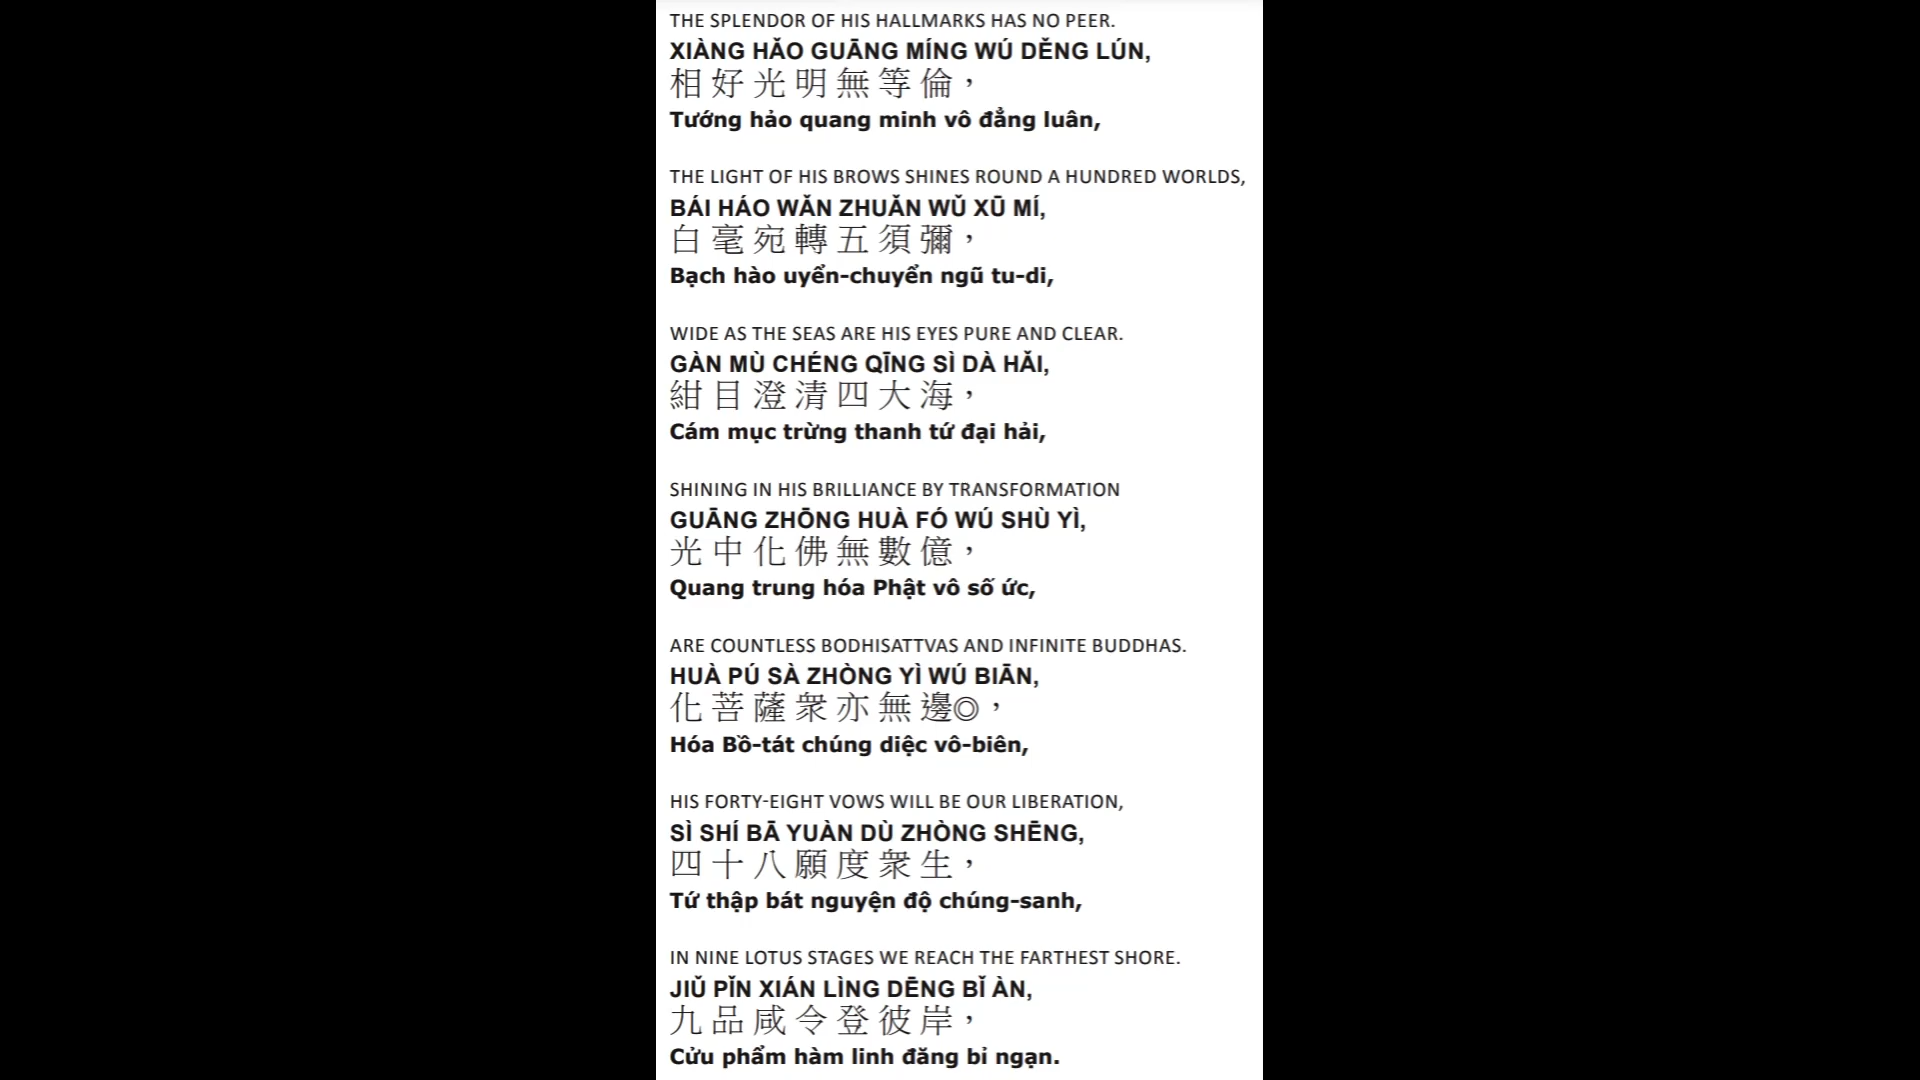 THE SPLENDOR OF HIS HALLMARKS HAS NO PEER.
XIÀNG HǍO GUĀNG MÍNG WÚ DĚNG LÚN,
相好光明無等倫，
Tướng hảo quang minh vô đẳng luân,
THE LIGHT OF HIS BROWS SHINES ROUND A HUNDRED WORLDS,
BÁI HÁO WǍN ZHUǍN WǓ XŪ MÍ,
白毫宛轉五須彌，
Bạch hào uyển-chuyển ngũ tu-di,
WIDE AS THE SEAS ARE HIS EYES PURE AND CLEAR.
GÀN MÙ CHÉNG QĪNG SÌ DÀ HǍI,
紺目澄清四大海，
Cám mục trừng thanh tứ đại hải,
SHINING IN HIS BRILLIANCE BY TRANSFORMATION
GUĀNG ZHŌNG HUÀ FÓ WÚ SHÙ YÌ,
光中化佛無數億，
Quang trung hóa Phật vô số ức,
ARE COUNTLESS BODHISATTVAS AND INFINITE BUDDHAS.
HUÀ PÚ SÀ ZHÒNG YÌ WÚ BIĀN,
化菩薩衆亦無邊◎，
Hóa Bồ-tát chúng diệc vô-biên,
HIS FORTY-EIGHT VOWS WILL BE OUR LIBERATION,
SÌ SHÍ BĀ YUÀN DÙ ZHÒNG SHĒNG,
四十八願度衆生，
Tứ thập bát nguyện độ chúng-sanh,
IN NINE LOTUS STAGES WE REACH THE FARTHEST SHORE.
JIǓ PǏN XIÁN LÌNG DĒNG BǏ ÀN,
九品咸令登彼岸，
Cửu phẩm hàm linh đăng bỉ ngạn.